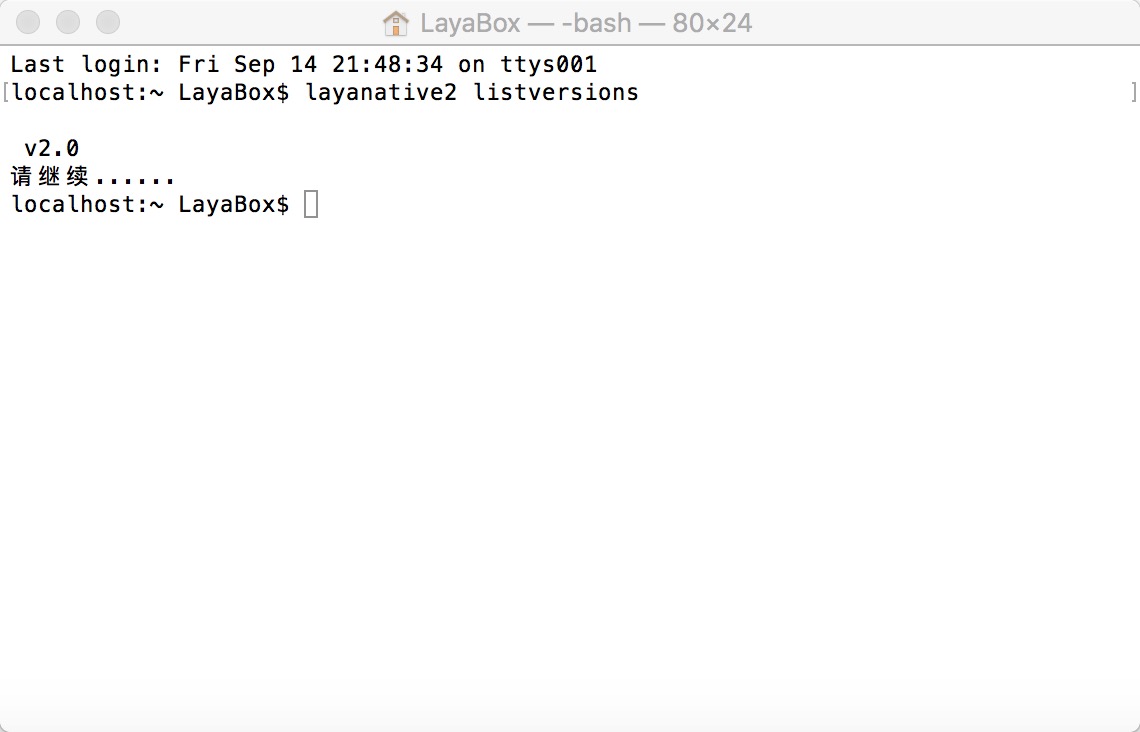 LayaBox — -bash — 80×24
Last login: Fri Sep 14 21:48:34 on ttys001
[localhost:~ LayaBox$ layanative2 listversions ]
v2.0
请继续......
localhost:~ LayaBox$